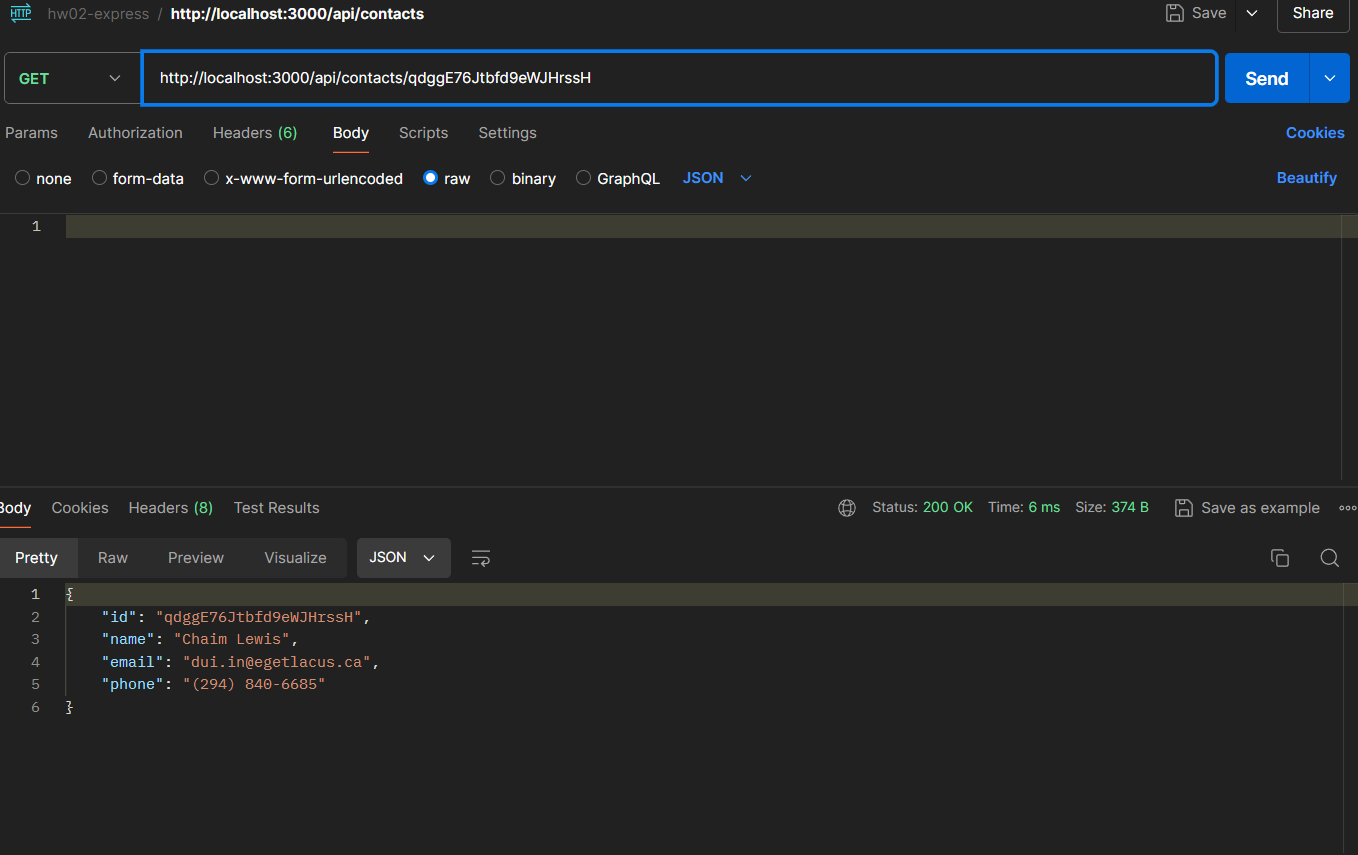 HTTP hw02-express / http://localhost:3000/api/contacts Save Share
GET http://localhost:3000/api/contacts/qdggE76Jtbfd9eWJHrssH Send
Params Authorization Headers (6) Body Scripts Settings Cookies
none form-data x-www-form-urlencoded raw binary GraphQL JSON Beautify
1
Body Cookies Headers (8) Test Results Status: 200 OK Time: 6 ms Size: 374 B Save as example
Pretty Raw Preview Visualize JSON
1 {
2 "id": "qdggE76Jtbfd9eWJHrssH",
3 "name": "Chaim Lewis",
4 "email": "dui.in@egetlacus.ca",
5 "phone": "(294) 840-6685"
6 }